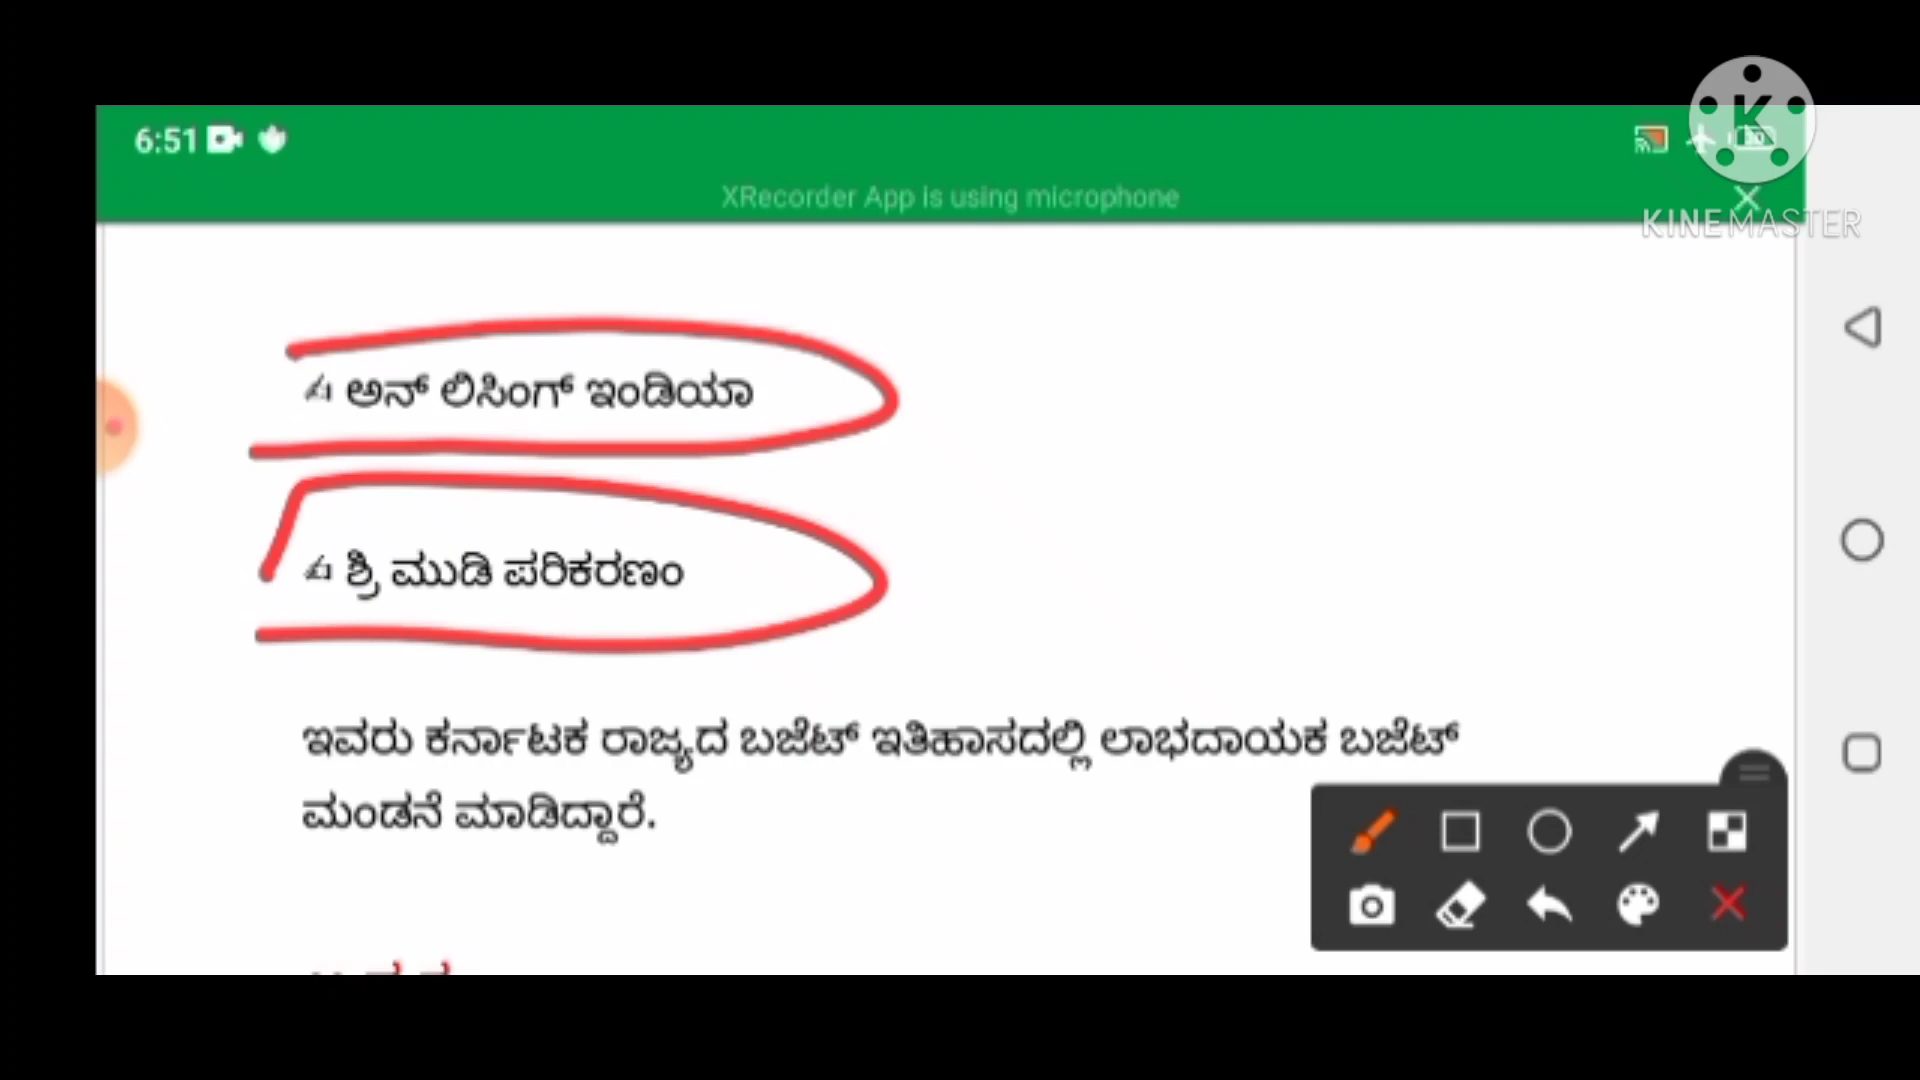 6:51
XRecorder App is using microphone
KINEMASTER
ಅನ್ ಲಿಸಿಂಗ್ ಇಂಡಿಯಾ
ಶ್ರಿ ಮುಡಿ ಪರಿಕರಣಂ
ಇವರು ಕರ್ನಾಟಕ ರಾಜ್ಯದ ಬಜೆಟ್ ಇತಿಹಾಸದಲ್ಲಿ ಲಾಭದಾಯಕ ಬಜೆಟ್
ಮಂಡನೆ ಮಾಡಿದ್ದಾರೆ.